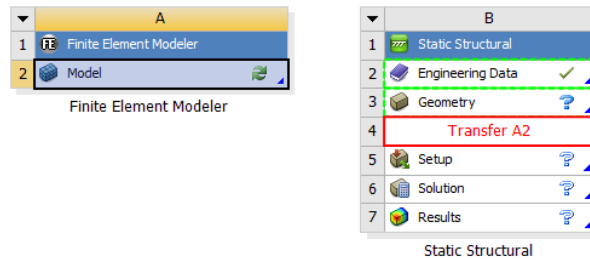 A
1 Finite Element Modeler
2 Model
Finite Element Modeler
B
1 Static Structural
2 Engineering Data
3 Geometry ?
4 Transfer A2
5 Setup ?
6 Solution ?
7 Results ?
Static Structural